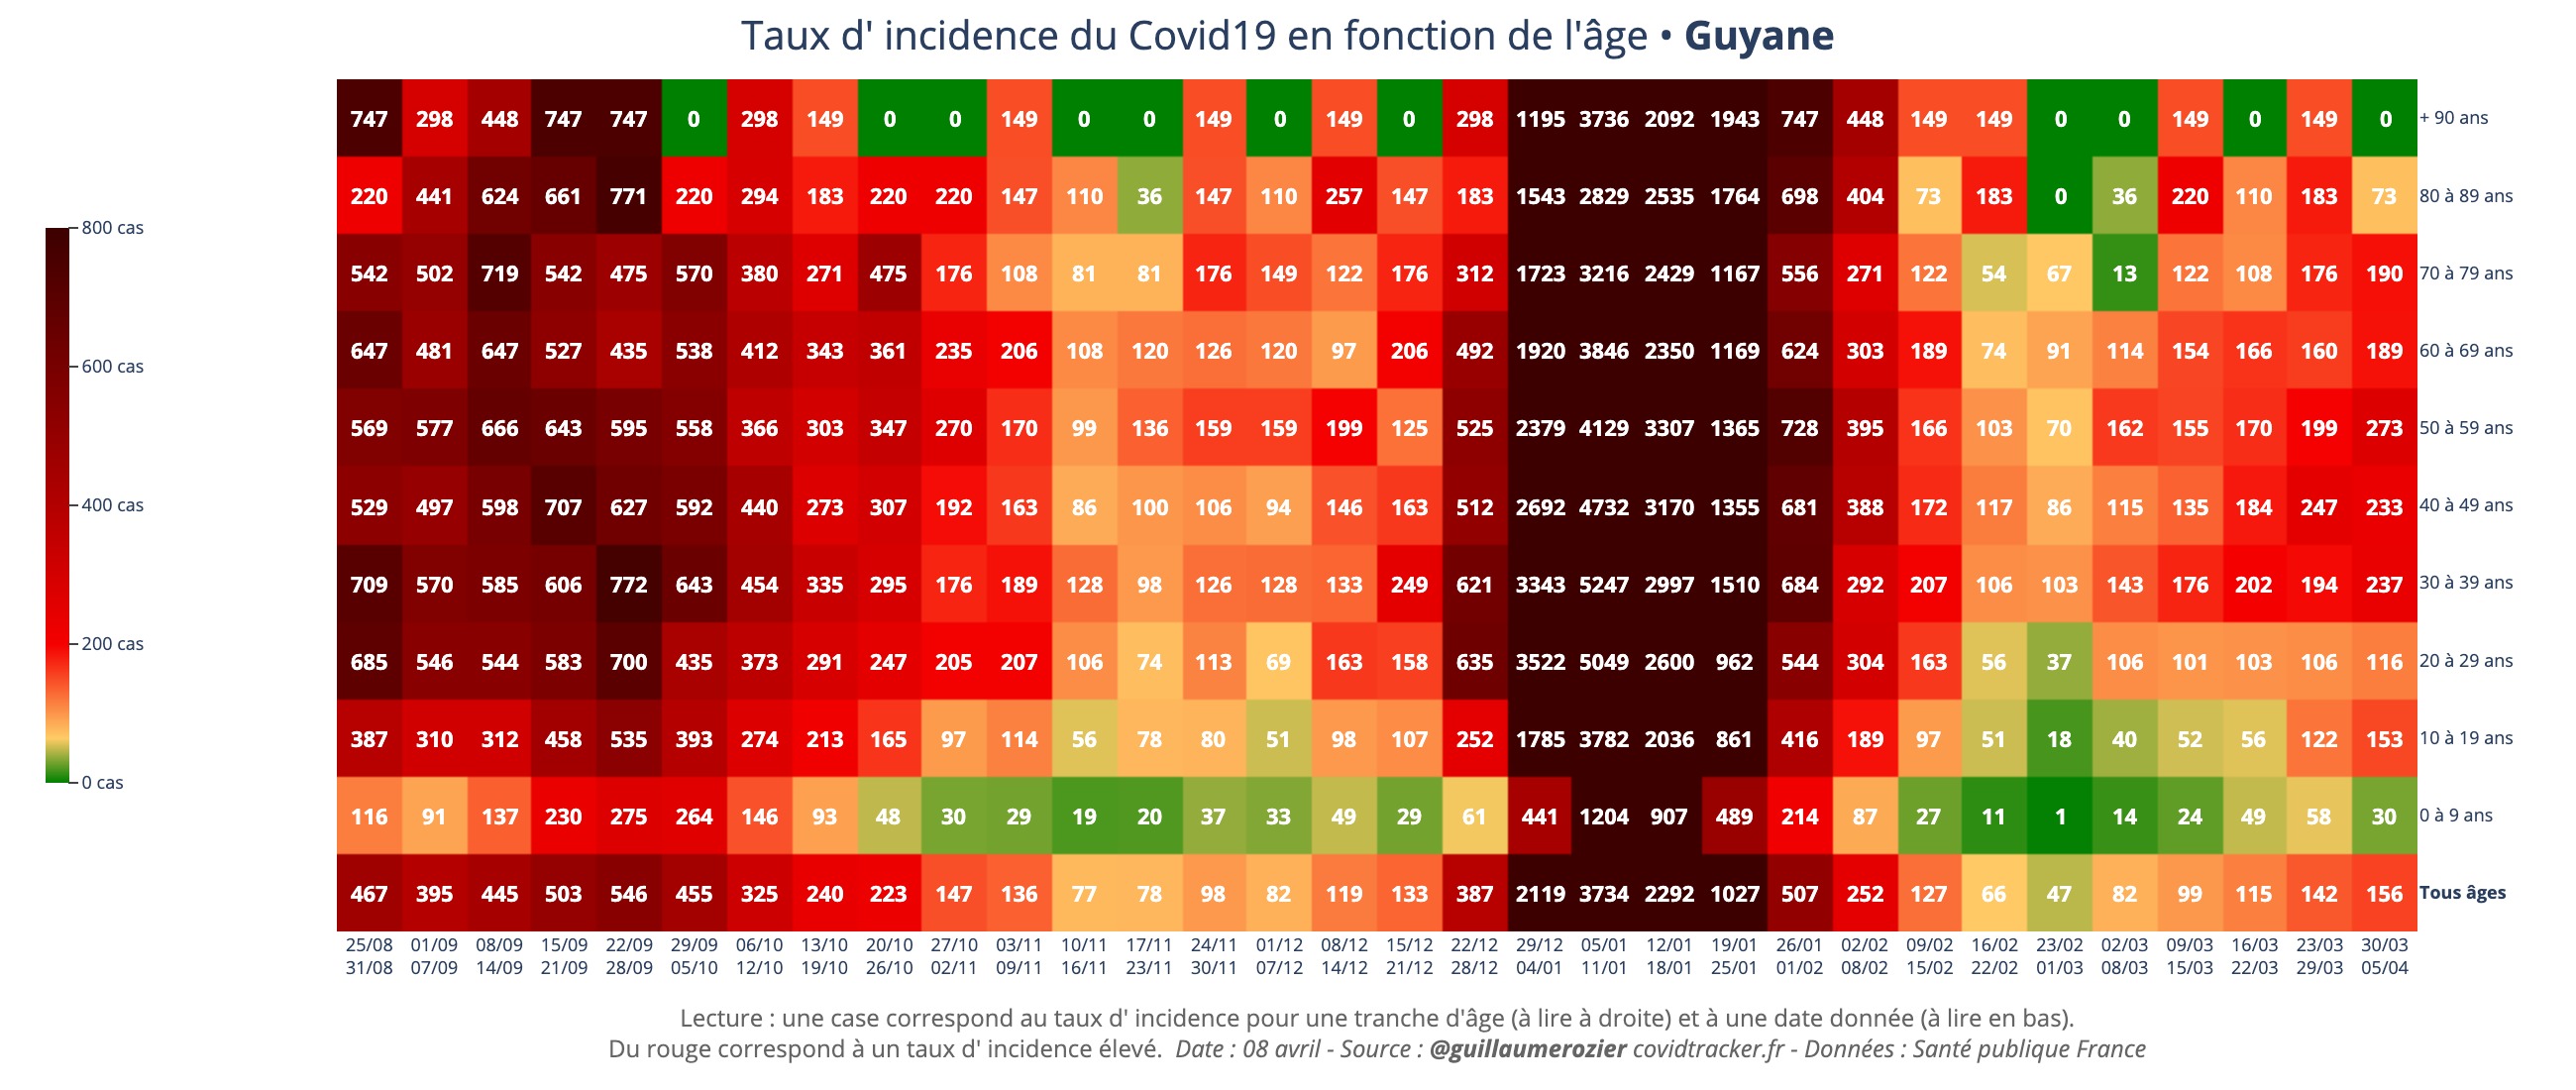 Taux d' incidence du Covid19 en fonction de l'âge • Guyane
800 cas
600 cas
400 cas
200 cas
0 cas
747 298 448 747 747 0 298 149 0 0 149 0 0 149 0 149 0 298 1195 3736 2092 1943 747 448 149 149 0 0 149 0 149 0 + 90 ans
220 441 624 661 771 220 294 183 220 220 147 110 36 147 110 257 147 183 1543 2829 2535 1764 698 404 73 183 0 36 220 110 183 73 80 à 89 ans
542 502 719 542 475 570 380 271 475 176 108 81 81 176 149 122 176 312 1723 3216 2429 1167 556 271 122 54 67 13 122 108 176 190 70 à 79 ans
647 481 647 527 435 538 412 343 361 235 206 108 120 126 120 97 206 492 1920 3846 2350 1169 624 303 189 74 91 114 154 166 160 189 60 à 69 ans
569 577 666 643 595 558 366 303 347 270 170 99 136 159 159 199 125 525 2379 4129 3307 1365 728 395 166 103 70 162 155 170 199 273 50 à 59 ans
529 497 598 707 627 592 440 273 307 192 163 86 100 106 94 146 163 512 2692 4732 3170 1355 681 388 172 117 86 115 135 184 247 233 40 à 49 ans
709 570 585 606 772 643 454 335 295 176 189 128 98 126 128 133 249 621 3343 5247 2997 1510 684 292 207 106 103 143 176 202 194 237 30 à 39 ans
685 546 544 583 700 435 373 291 247 205 207 106 74 113 69 163 158 635 3522 5049 2600 962 544 304 163 56 37 106 101 103 106 116 20 à 29 ans
387 310 312 458 535 393 274 213 165 97 114 56 78 80 51 98 107 252 1785 3782 2036 861 416 189 97 51 18 40 52 56 122 153 10 à 19 ans
116 91 137 230 275 264 146 93 48 30 29 19 20 37 33 49 29 61 441 1204 907 489 214 87 27 11 1 14 24 49 58 30 0 à 9 ans
467 395 445 503 546 455 325 240 223 147 136 77 78 98 82 119 133 387 2119 3734 2292 1027 507 252 127 66 47 82 99 115 142 156 Tous âges
25/08 01/09 08/09 15/09 22/09 29/09 06/10 13/10 20/10 27/10 03/11 10/11 17/11 24/11 01/12 08/12 15/12 22/12 29/12 05/01 12/01 19/01 26/01 02/02 09/02 16/02 23/02 02/03 09/03 16/03 23/03 30/03
31/08 07/09 14/09 21/09 28/09 05/10 12/10 19/10 26/10 02/11 09/11 16/11 23/11 30/11 07/12 14/12 21/12 28/12 04/01 11/01 18/01 25/01 01/02 08/02 15/02 22/02 01/03 08/03 15/03 22/03 29/03 05/04
Lecture : une case correspond au taux d' incidence pour une tranche d'âge (à lire à droite) et à une date donnée (à lire en bas).
Du rouge correspond à un taux d' incidence élevé. Date : 08 avril - Source : @guillaumerozier covidtracker.fr - Données : Santé publique France